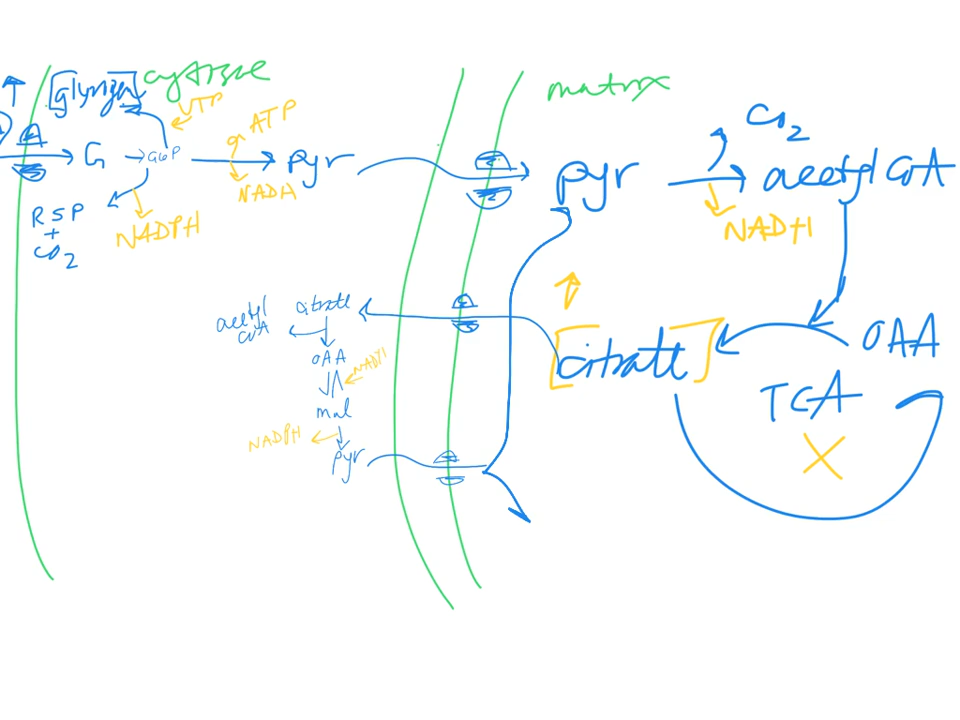 cytosol
matrix
[glycogen]
UTP
ATP
CO2
G
G6P
pyr
pyr
acetyl CoA
NADH
NADPH
NADH
R5P
+
CO2
acetyl
CoA
citrate
[citrate]
OAA
OAA
NADH
TCA
mal
X
NADPH
pyr